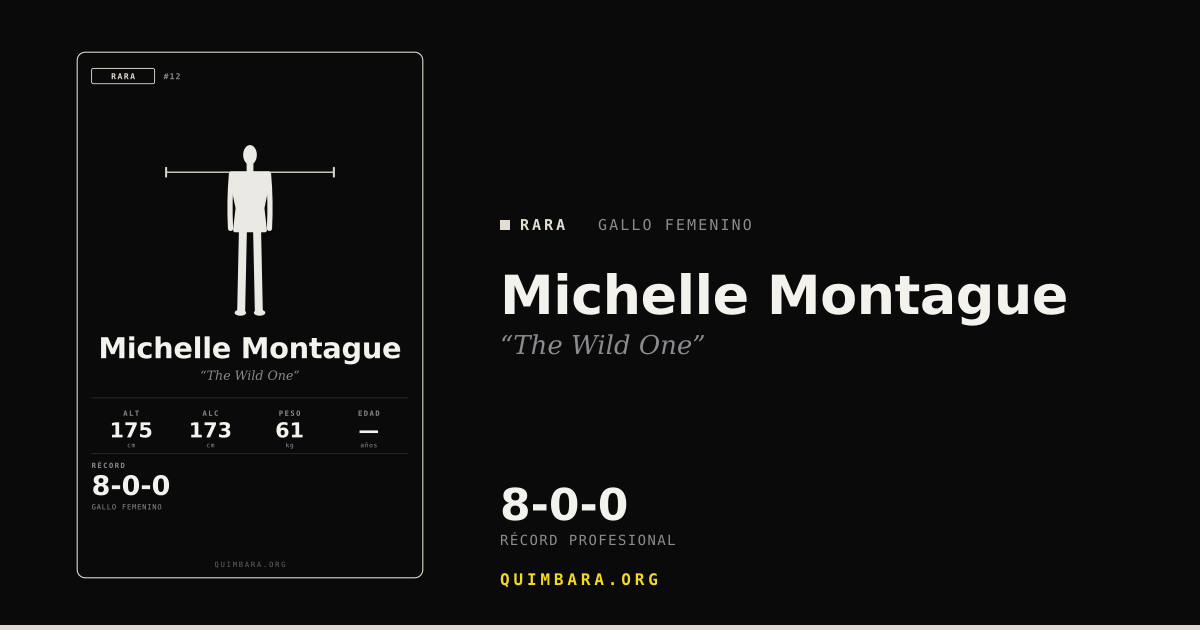 RARA #12
Michelle Montague
“The Wild One”
ALT ALC PESO EDAD
175 173 61 —
cm cm kg años
RÉCORD
8-0-0
GALLO FEMENINO
QUIMBARA.ORG
RARA GALLO FEMENINO
Michelle Montague
“The Wild One”
8-0-0
RÉCORD PROFESIONAL
QUIMBARA.ORG